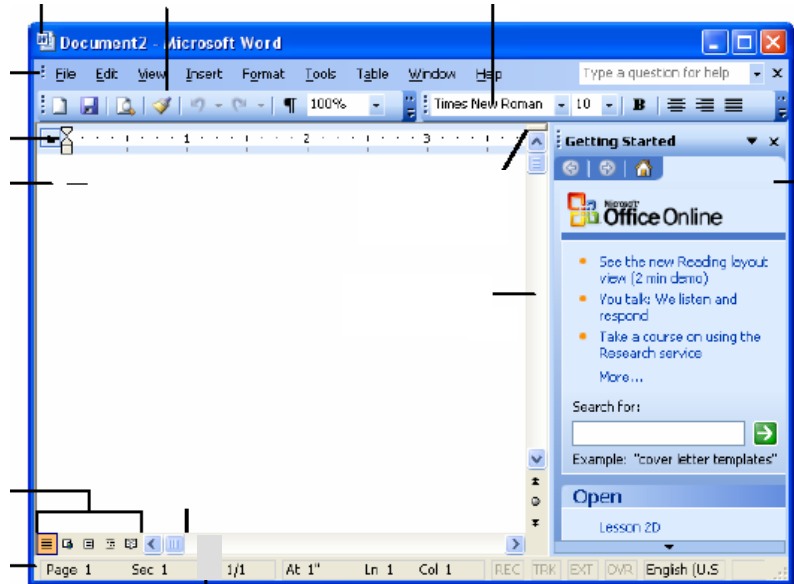 Document2 - Microsoft Word
File Edit View Insert Format Tools Table Window Help Type a question for help
100% Times New Roman 10 B
1 2 3
Getting Started
Microsoft
Office Online
See the new Reading layout
view (2 min demo)
You talk: We listen and
respond
Take a course on using the
Research service
More...
Search for:
Example: "cover letter templates"
Open
Lesson 2D
Page 1 Sec 1 1/1 At 1" Ln 1 Col 1 REC TRK EXT OVR English (U.S